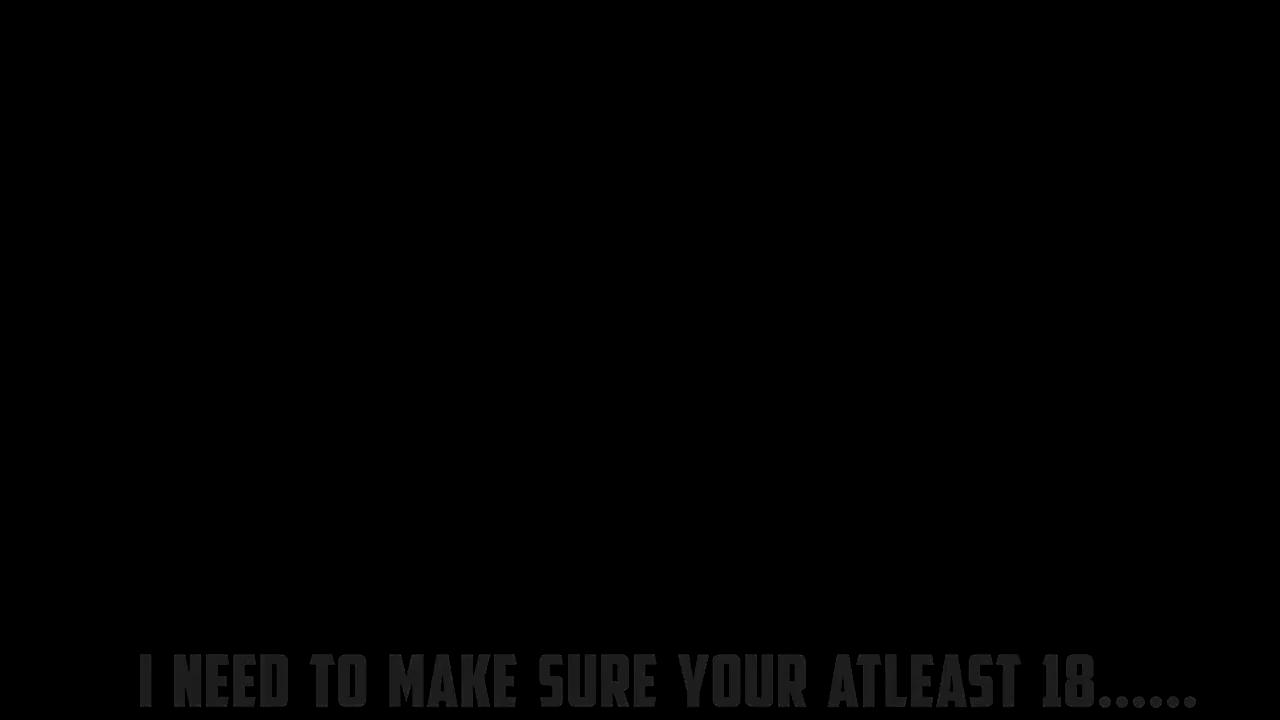 I NEED TO MAKE SURE YOUR ATLEAST 18......